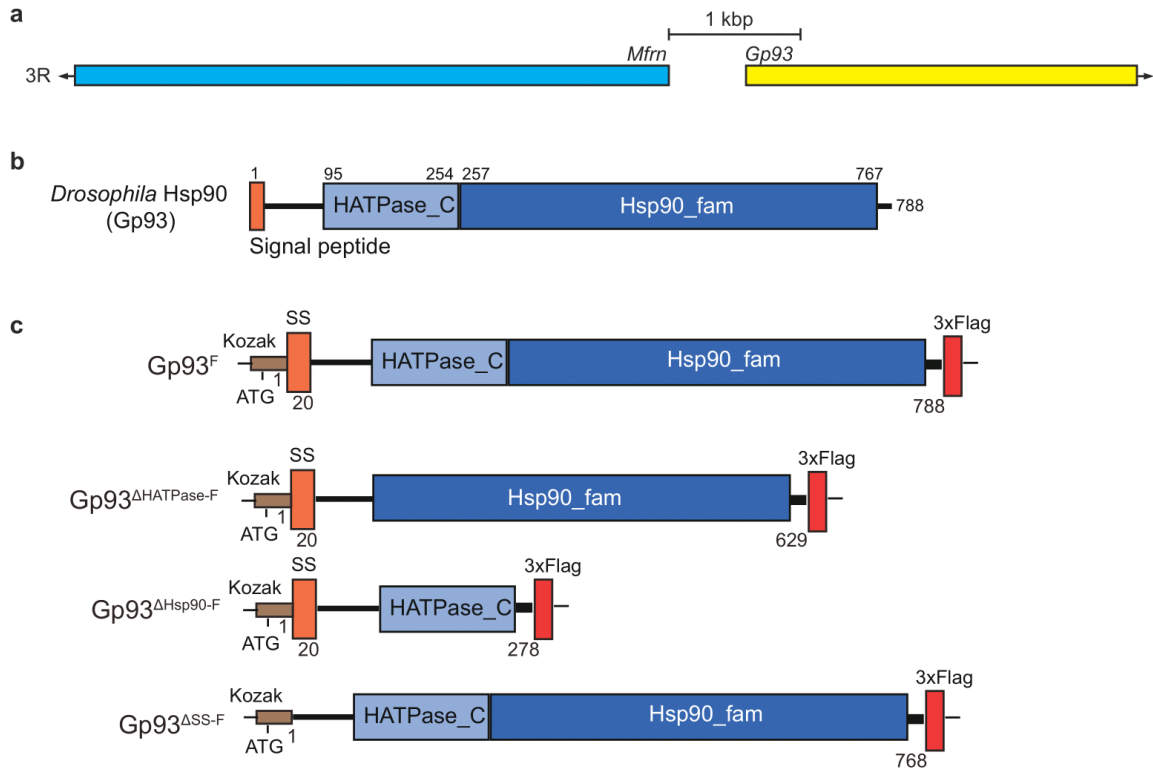 a
1 kbp
Mfrn
Gp93
3R
b
1
95
254
257
767
Drosophila Hsp90
(Gp93)
HATPase_C
Hsp90_fam
788
Signal peptide
c
Gp93F
Kozak
SS
3xFlag
HATPase_C
Hsp90_fam
ATG
1
20
788
Gp93ΔHATPase-F
Kozak
SS
3xFlag
Hsp90_fam
ATG
1
20
629
Gp93ΔHsp90-F
Kozak
SS
3xFlag
HATPase_C
ATG
1
20
278
Gp93ΔSS-F
Kozak
3xFlag
HATPase_C
Hsp90_fam
ATG
1
768